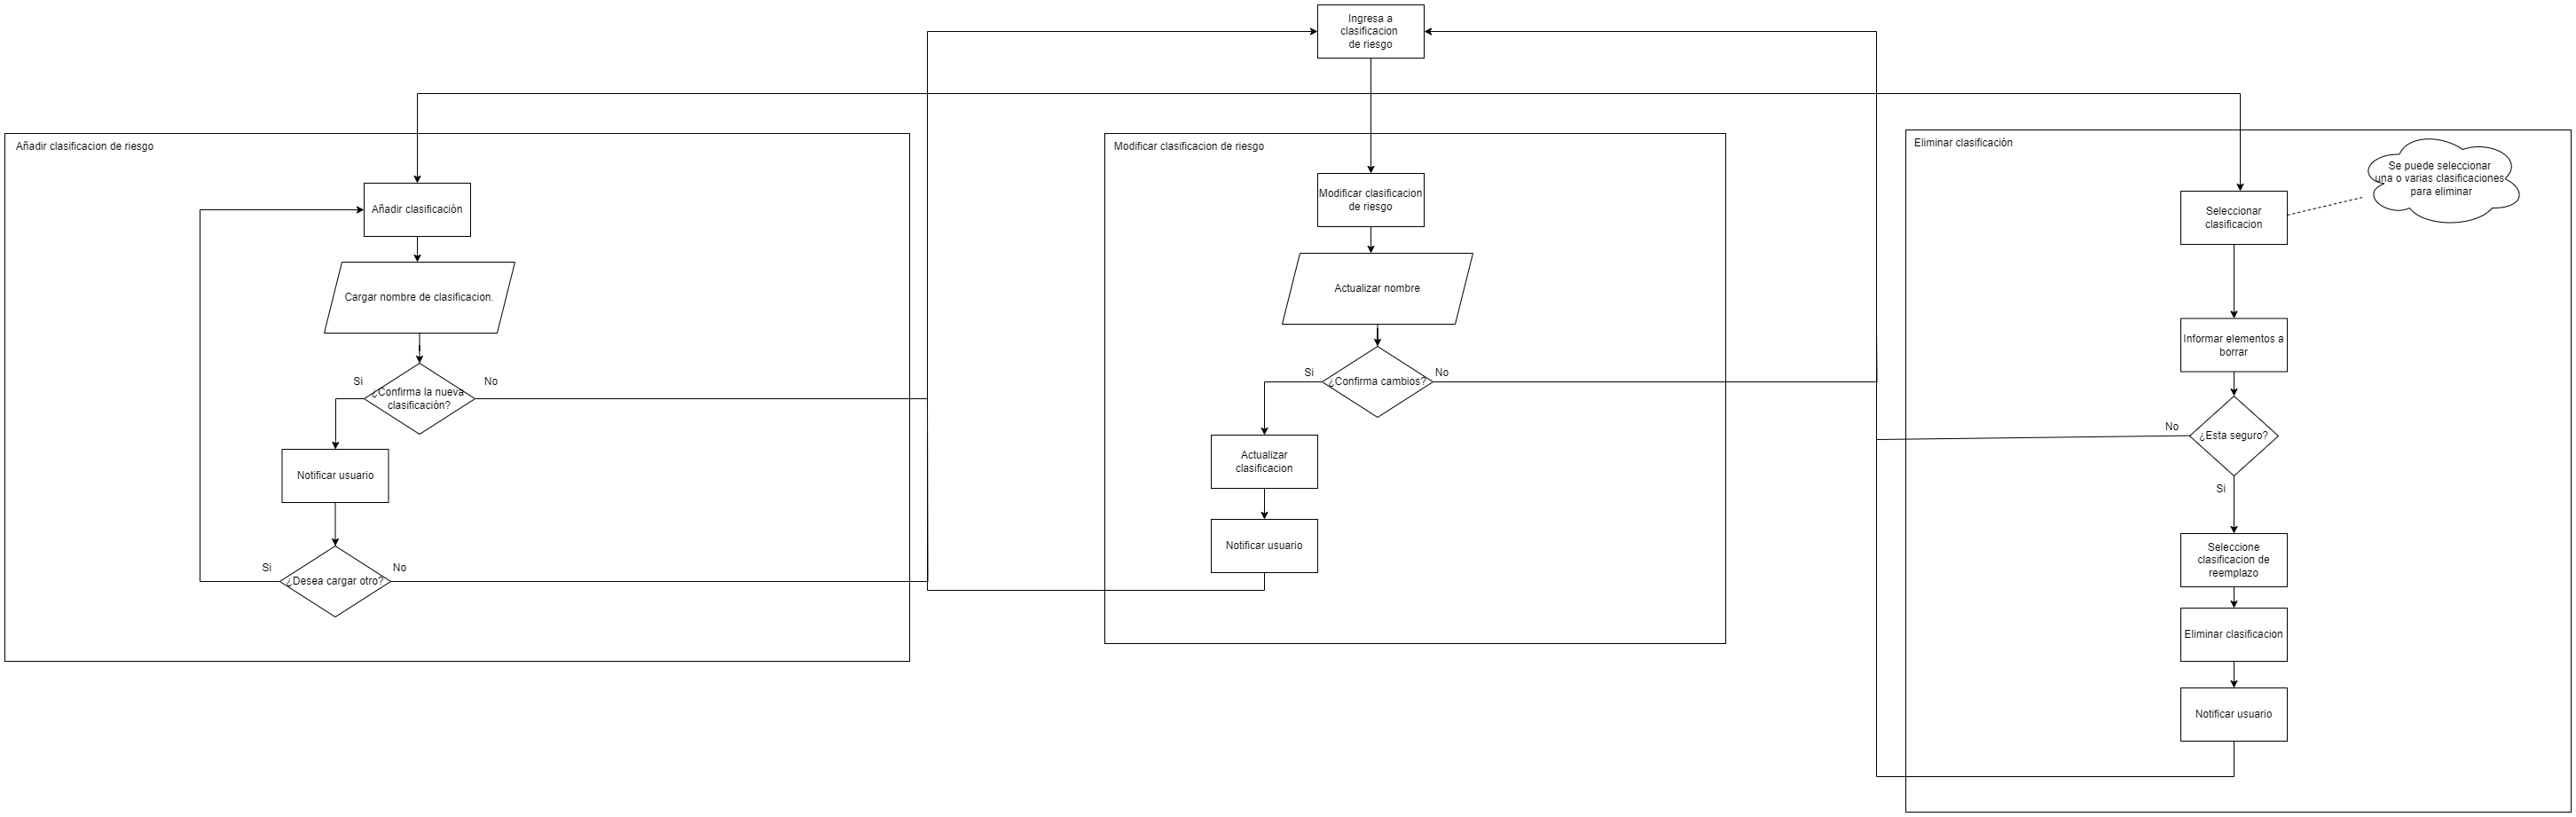 Ingresa a
clasificacion
de riesgo
Añadir clasificacion de riesgo
Añadir clasificación
Cargar nombre de clasificacion.
¿Confirma la nueva
clasificación?
Si
No
Notificar usuario
¿Desea cargar otro?
Si
No
Modificar clasificacion de riesgo
Modificar clasificacion
de riesgo
Actualizar nombre
¿Confirma cambios?
Si
No
Actualizar
clasificacion
Notificar usuario
Eliminar clasificación
Se puede seleccionar
una o varias clasificaciones
para eliminar
Seleccionar
clasificacion
Informar elementos a
borrar
¿Esta seguro?
No
Si
Seleccione
clasificacion de
reemplazo
Eliminar clasificacion
Notificar usuario